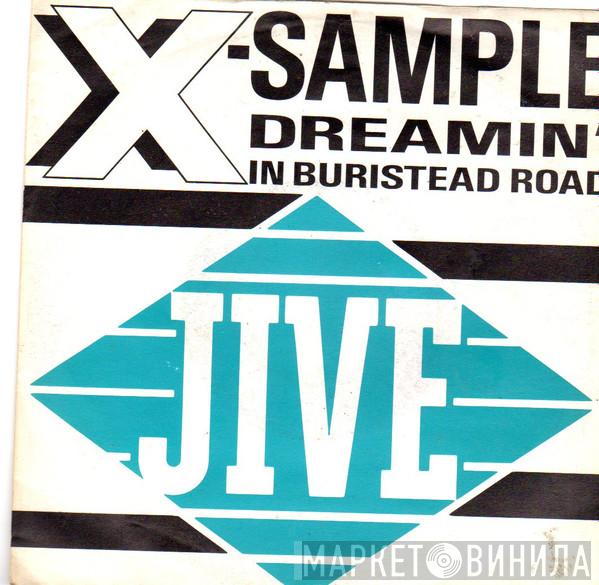 X-SAMPLE
DREAMIN'
IN BURISTEAD ROAD
JIVE
МАРКЕТ ВИНИЛА